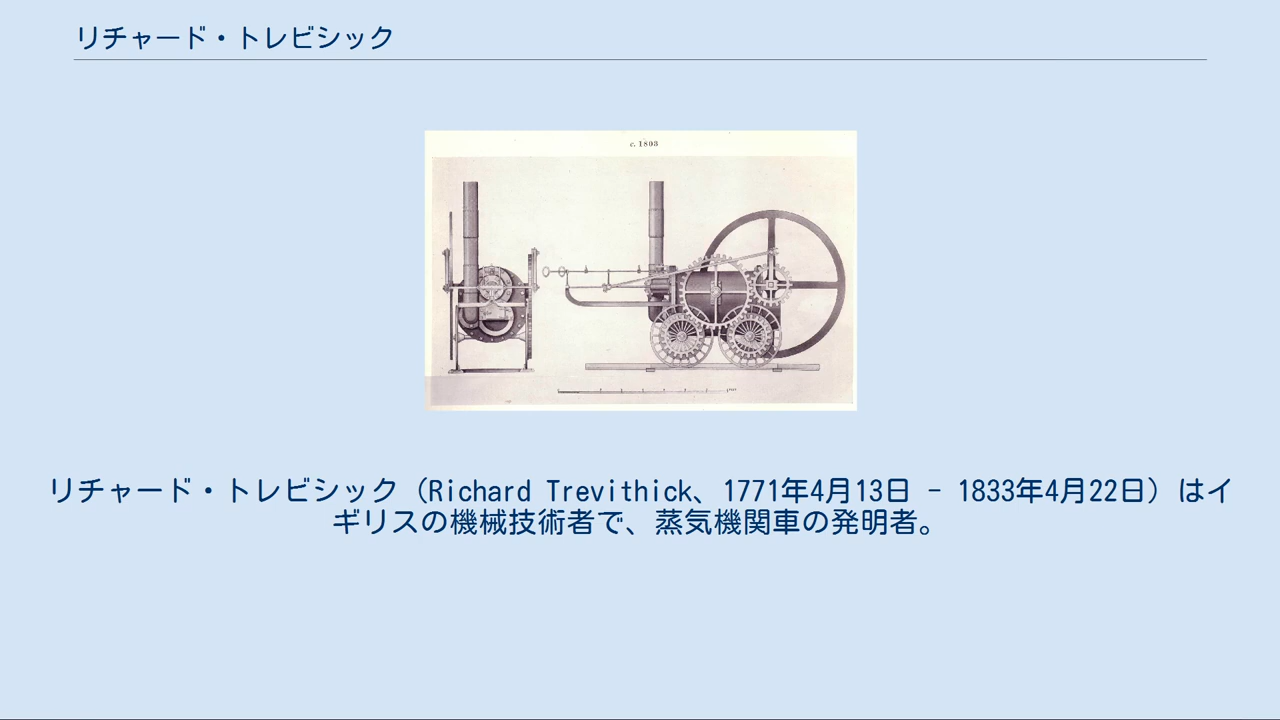 リチャード・トレビシック
c. 1803
リチャード・トレビシック（Richard Trevithick、1771年4月13日 - 1833年4月22日）はイ
ギリスの機械技術者で、蒸気機関車の発明者。